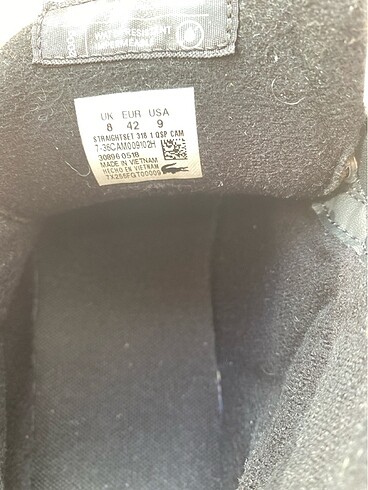 UK EUR USA
8 42 9
STRAIGHTSET 318 1 QSP CAM
7-36CAM009102H
30896 0518
MADE IN VIETNAM
HECHO EN VIETNAM
7X255FGT00009